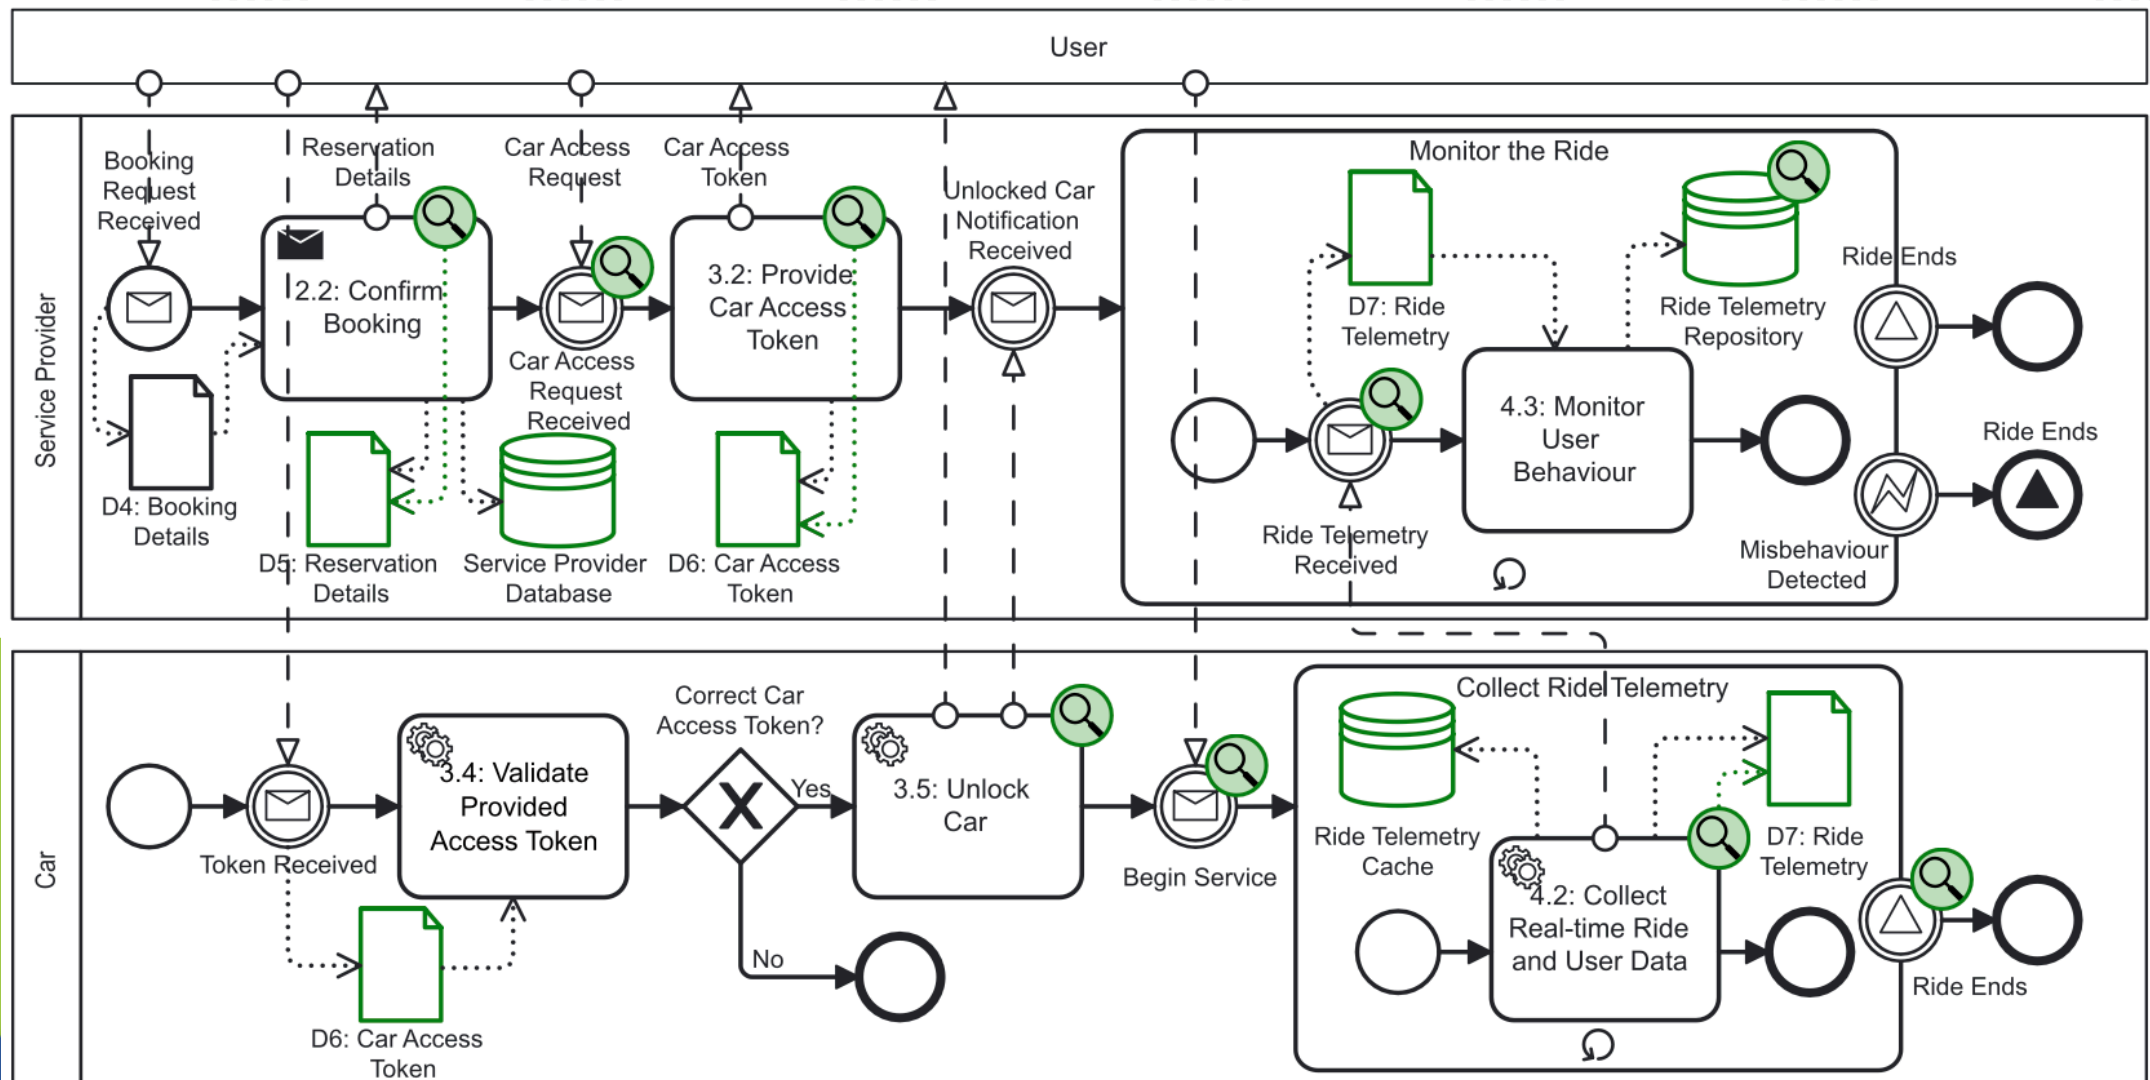 User
Service Provider
Booking
Request
Received
Reservation
Details
Car Access
Request
Car Access
Token
Unlocked Car
Notification
Received
2.2: Confirm
Booking
Car Access
Request
Received
3.2: Provide
Car Access
Token
D4: Booking
Details
D5: Reservation
Details
Service Provider
Database
D6: Car Access
Token
Monitor the Ride
D7: Ride
Telemetry
Ride Telemetry
Repository
Ride Telemetry
Received
4.3: Monitor
User
Behaviour
Ride Ends
Ride Ends
Misbehaviour
Detected
Car
Token Received
3.4: Validate
Provided
Access Token
D6: Car Access
Token
Correct Car
Access Token?
Yes
No
3.5: Unlock
Car
Begin Service
Collect Ride Telemetry
Ride Telemetry
Cache
D7: Ride
Telemetry
4.2: Collect
Real-time Ride
and User Data
Ride Ends